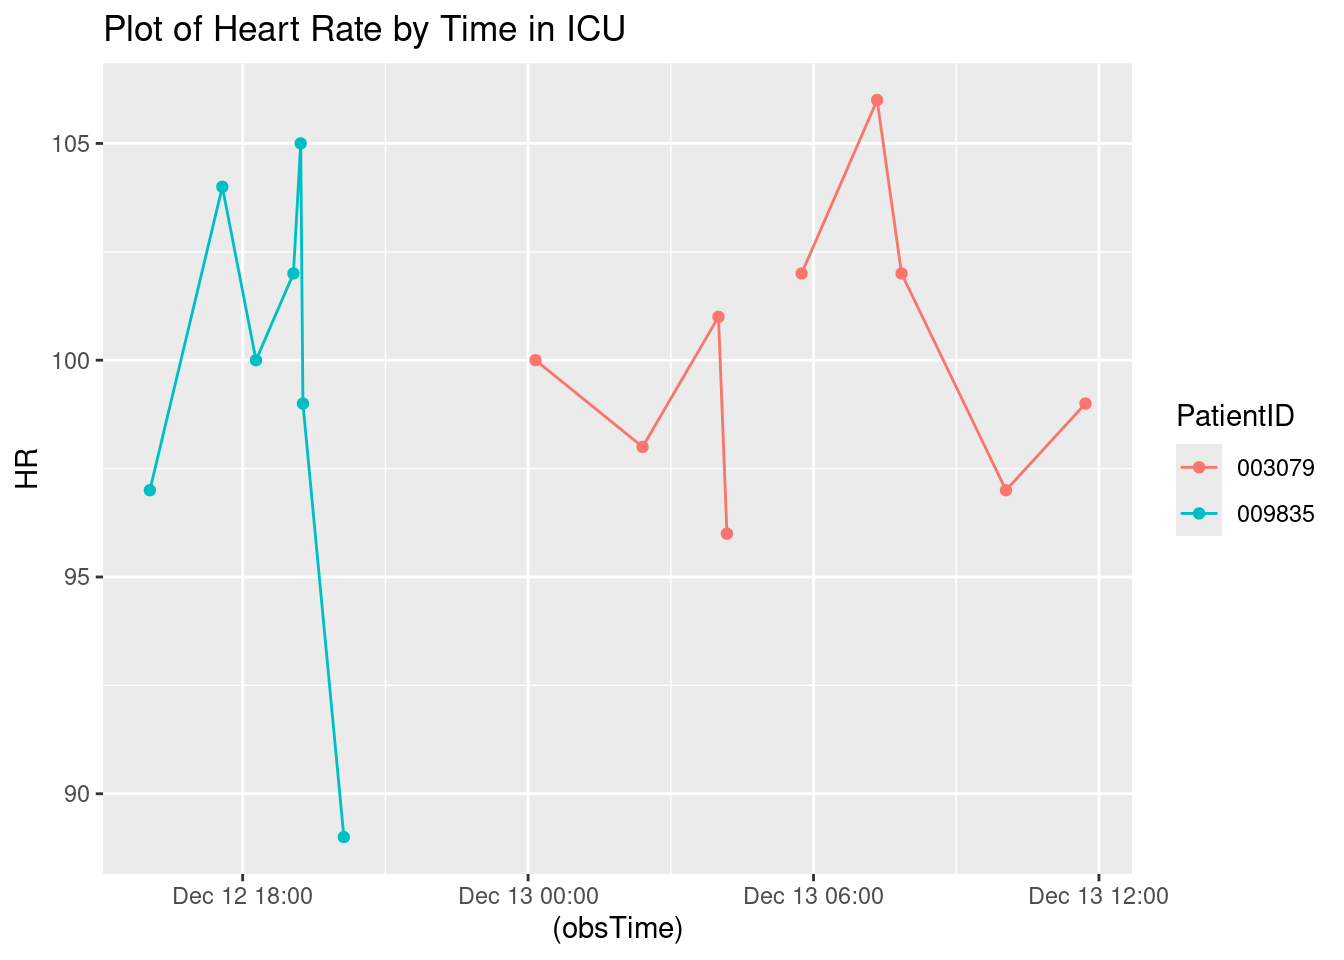 Plot of Heart Rate by Time in ICU
HR
105
100
95
90
Dec 12 18:00
Dec 13 00:00
Dec 13 06:00
Dec 13 12:00
(obsTime)
PatientID
003079
009835